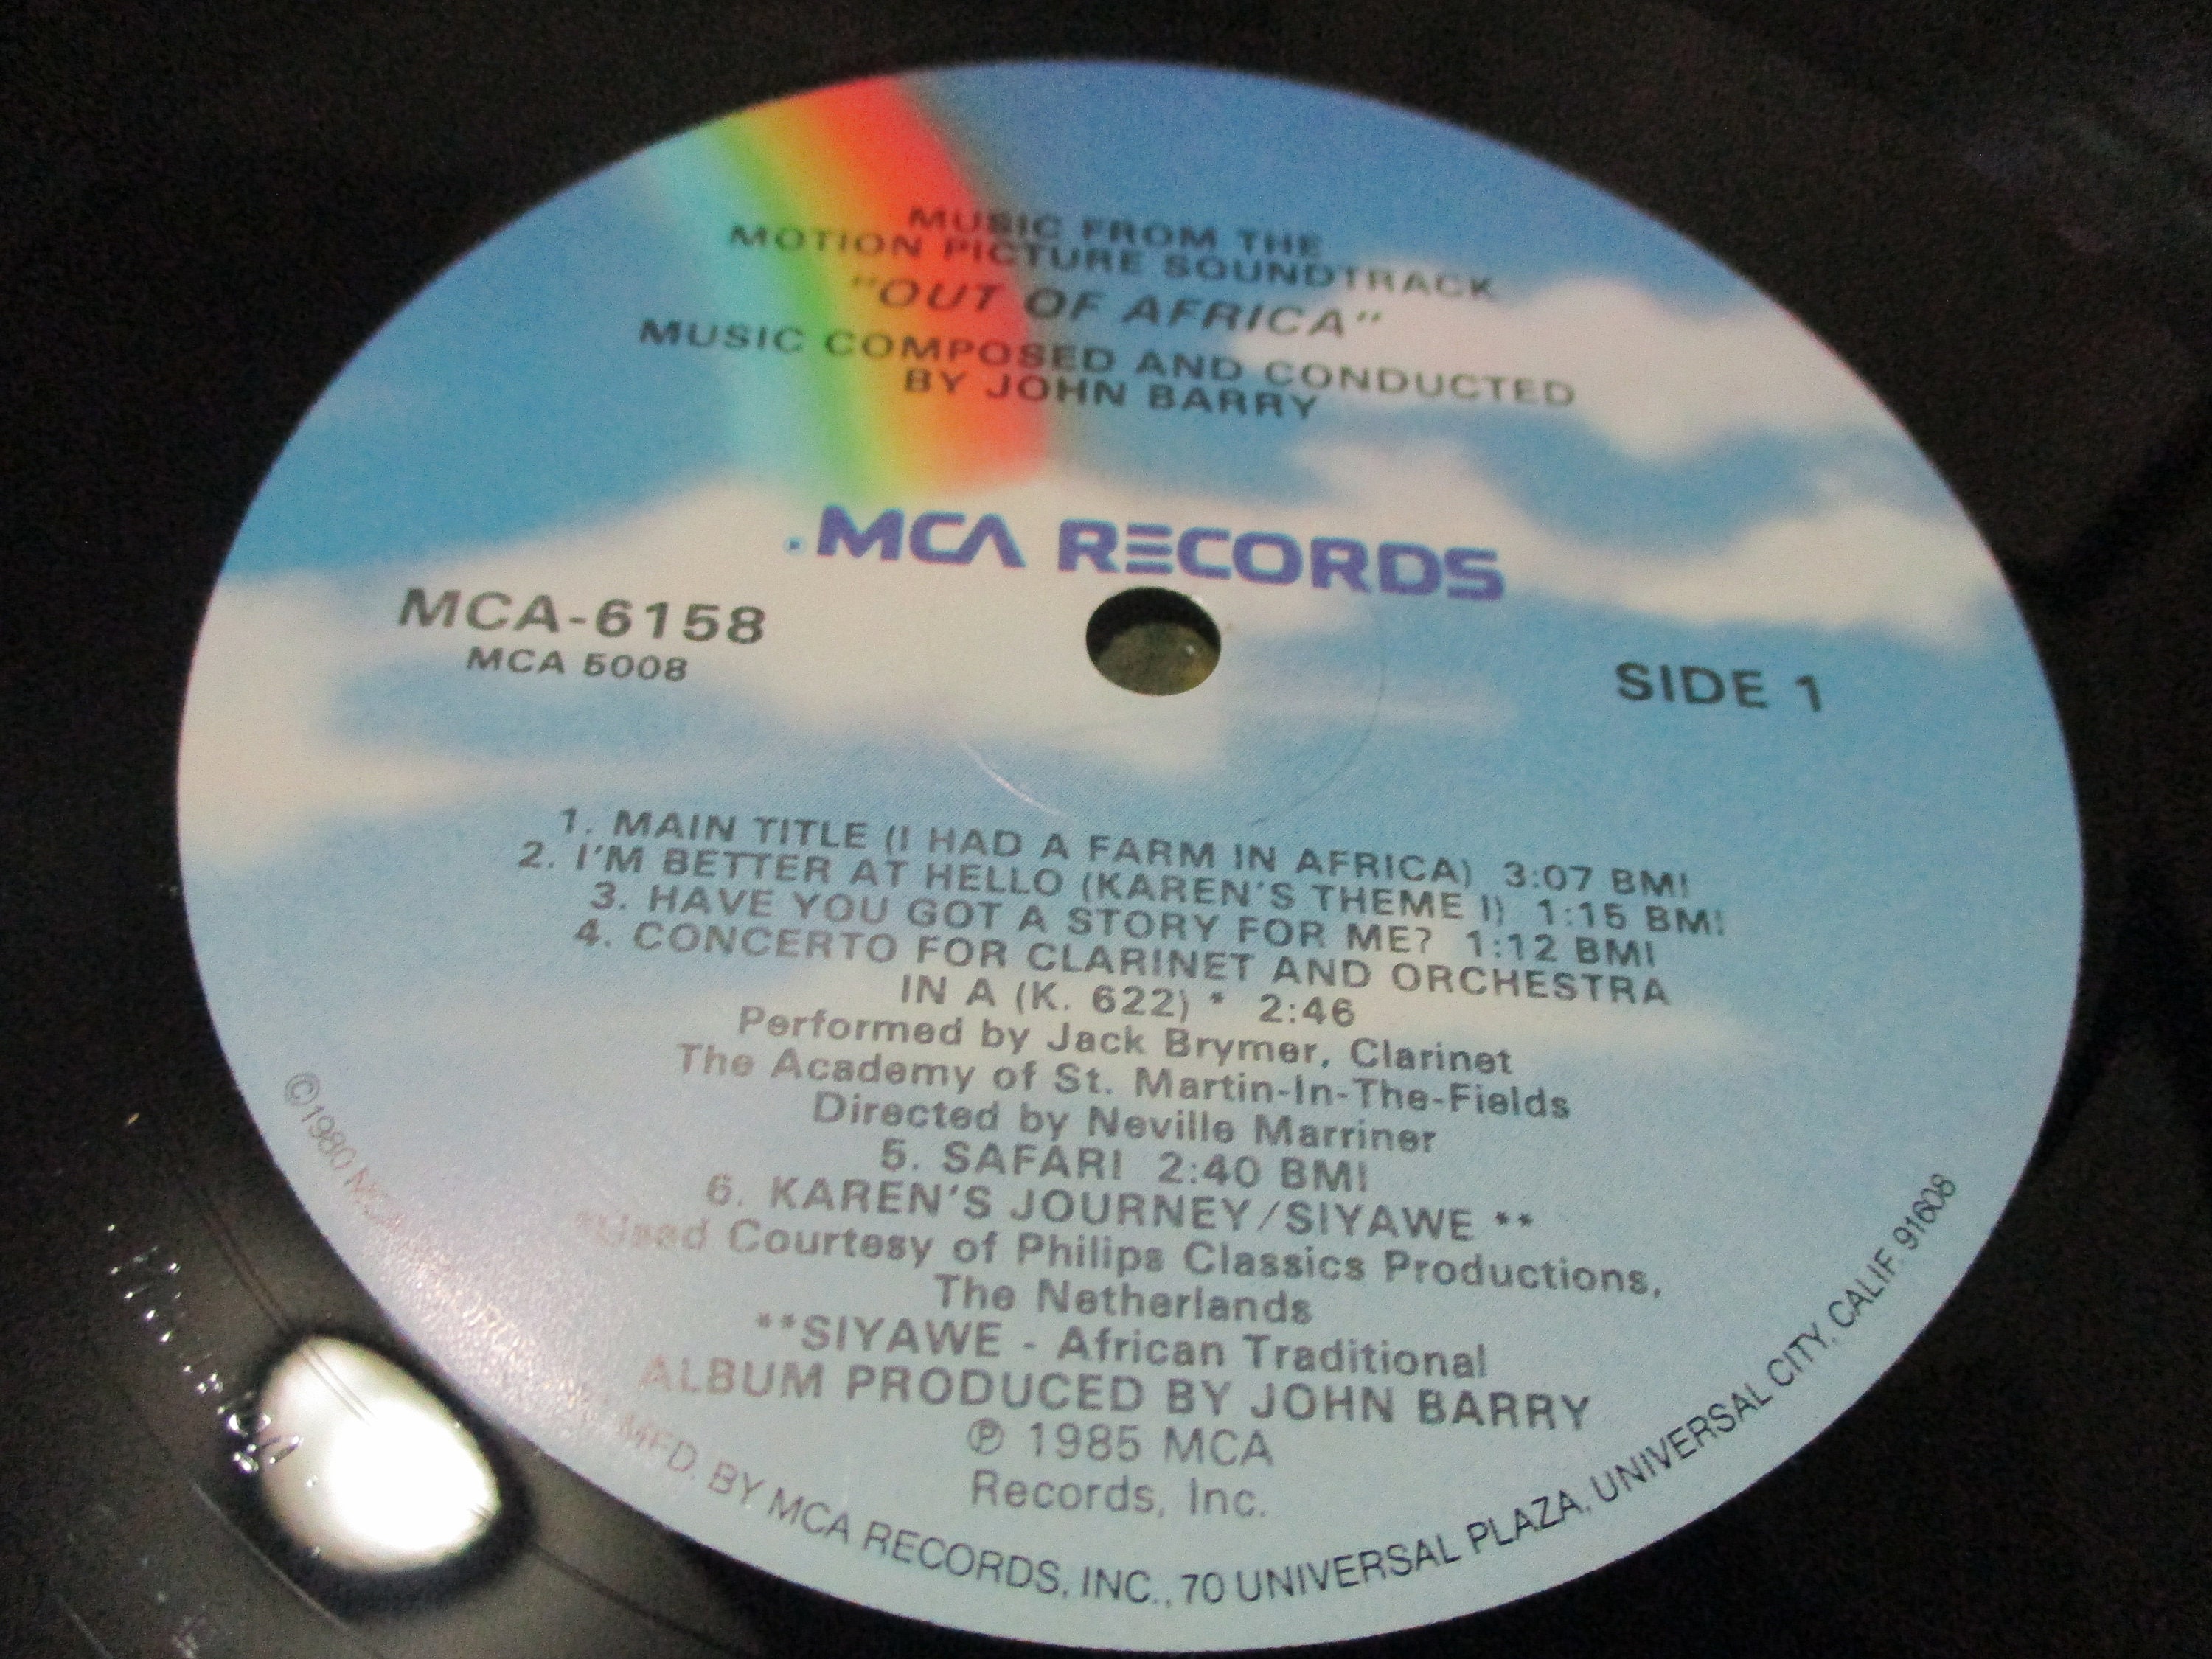 MUSIC FROM THE
MOTION PICTURE SOUNDTRACK
"OUT OF AFRICA"
MUSIC COMPOSED AND CONDUCTED
BY JOHN BARRY
MCA RECORDS
MCA-6158
MCA 5008
SIDE 1
1. MAIN TITLE (I HAD A FARM IN AFRICA) 3:07 BMI
2. I'M BETTER AT HELLO (KAREN'S THEME I) 1:15 BMI
3. HAVE YOU GOT A STORY FOR ME? 1:12 BMI
4. CONCERTO FOR CLARINET AND ORCHESTRA
IN A (K. 622) * 2:46
Performed by Jack Brymer, Clarinet
The Academy of St. Martin-In-The-Fields
Directed by Neville Marriner
5. SAFARI 2:40 BMI
6. KAREN'S JOURNEY/SIYAWE **
*Used Courtesy of Philips Classics Productions,
The Netherlands
**SIYAWE - African Traditional
ALBUM PRODUCED BY JOHN BARRY
℗ 1985 MCA
Records, Inc.
©1980 MCA MFD. BY MCA RECORDS, INC., 70 UNIVERSAL PLAZA, UNIVERSAL CITY, CALIF. 91608